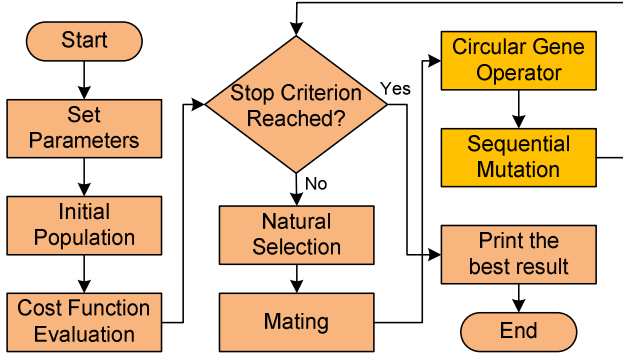 Start
Set
Parameters
Initial
Population
Cost Function
Evaluation
Stop Criterion
Reached?
Yes
No
Natural
Selection
Mating
Circular Gene
Operator
Sequential
Mutation
Print the
best result
End